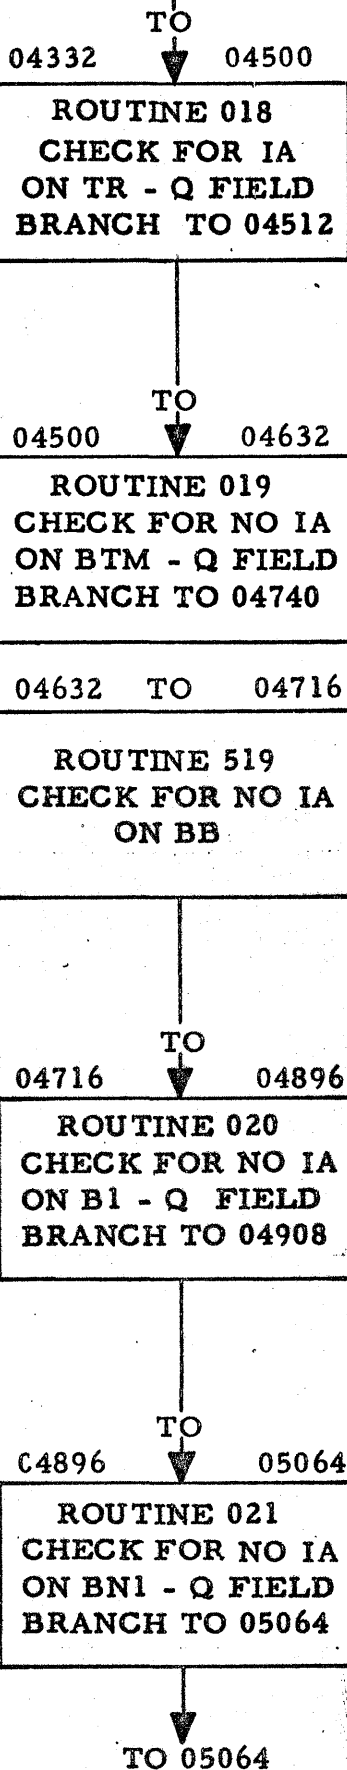 TO
04332 04500
ROUTINE 018
CHECK FOR IA
ON TR - Q FIELD
BRANCH TO 04512
TO
04500 04632
ROUTINE 019
CHECK FOR NO IA
ON BTM - Q FIELD
BRANCH TO 04740
04632 TO 04716
ROUTINE 519
CHECK FOR NO IA
ON BB
TO
04716 04896
ROUTINE 020
CHECK FOR NO IA
ON B1 - Q FIELD
BRANCH TO 04908
TO
C4896 05064
ROUTINE 021
CHECK FOR NO IA
ON BN1 - Q FIELD
BRANCH TO 05064
TO 05064